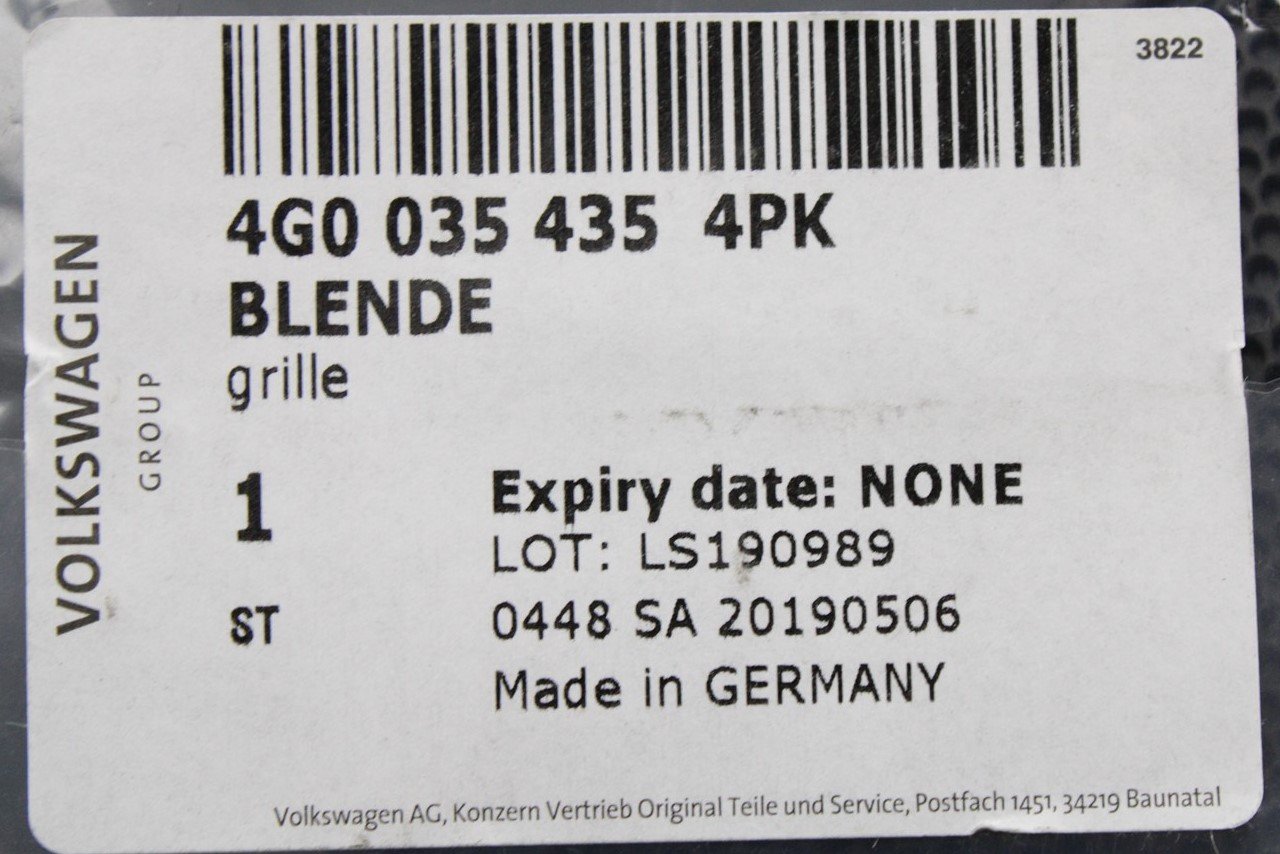 3822
4G0 035 435 4PK
BLENDE
grille
VOLKSWAGEN
GROUP
1
Expiry date: NONE
LOT: LS190989
ST
0448 SA 20190506
Made in GERMANY
Volkswagen AG, Konzern Vertrieb Original Teile und Service, Postfach 1451, 34219 Baunatal